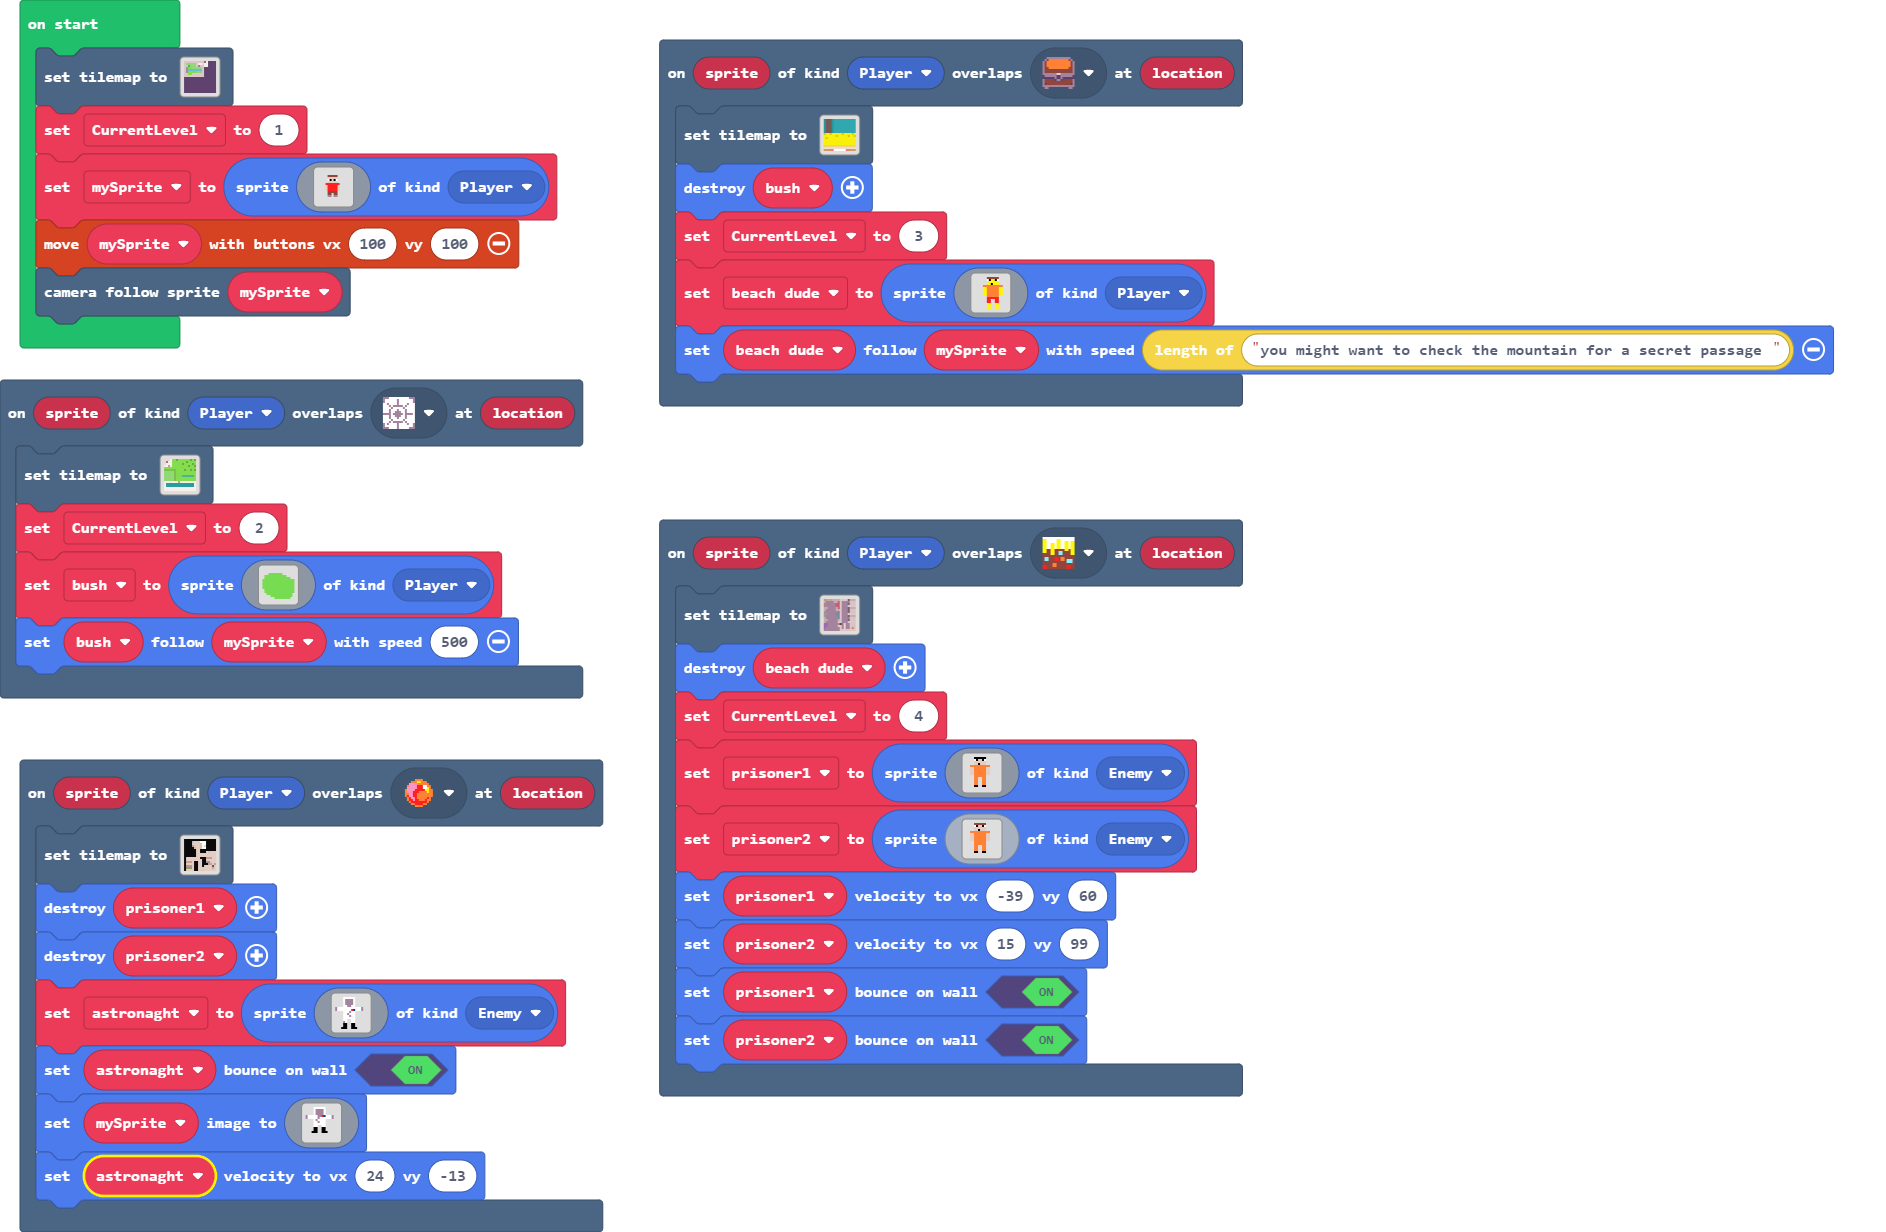 on start
set tilemap to
set CurrentLevel to 1
set mySprite to sprite of kind Player
move mySprite with buttons vx 100 vy 100
camera follow sprite mySprite
on sprite of kind Player overlaps at location
set tilemap to
set CurrentLevel to 2
set bush to sprite of kind Player
set bush follow mySprite with speed 500
on sprite of kind Player overlaps at location
set tilemap to
destroy prisoner1
destroy prisoner2
set astronaght to sprite of kind Enemy
set astronaght bounce on wall ON
set mySprite image to
set astronaght velocity to vx 24 vy -13
on sprite of kind Player overlaps at location
set tilemap to
destroy bush
set CurrentLevel to 3
set beach dude to sprite of kind Player
set beach dude follow mySprite with speed length of "you might want to check the mountain for a secret passage "
on sprite of kind Player overlaps at location
set tilemap to
destroy beach dude
set CurrentLevel to 4
set prisoner1 to sprite of kind Enemy
set prisoner2 to sprite of kind Enemy
set prisoner1 velocity to vx -39 vy 60
set prisoner2 velocity to vx 15 vy 99
set prisoner1 bounce on wall ON
set prisoner2 bounce on wall ON